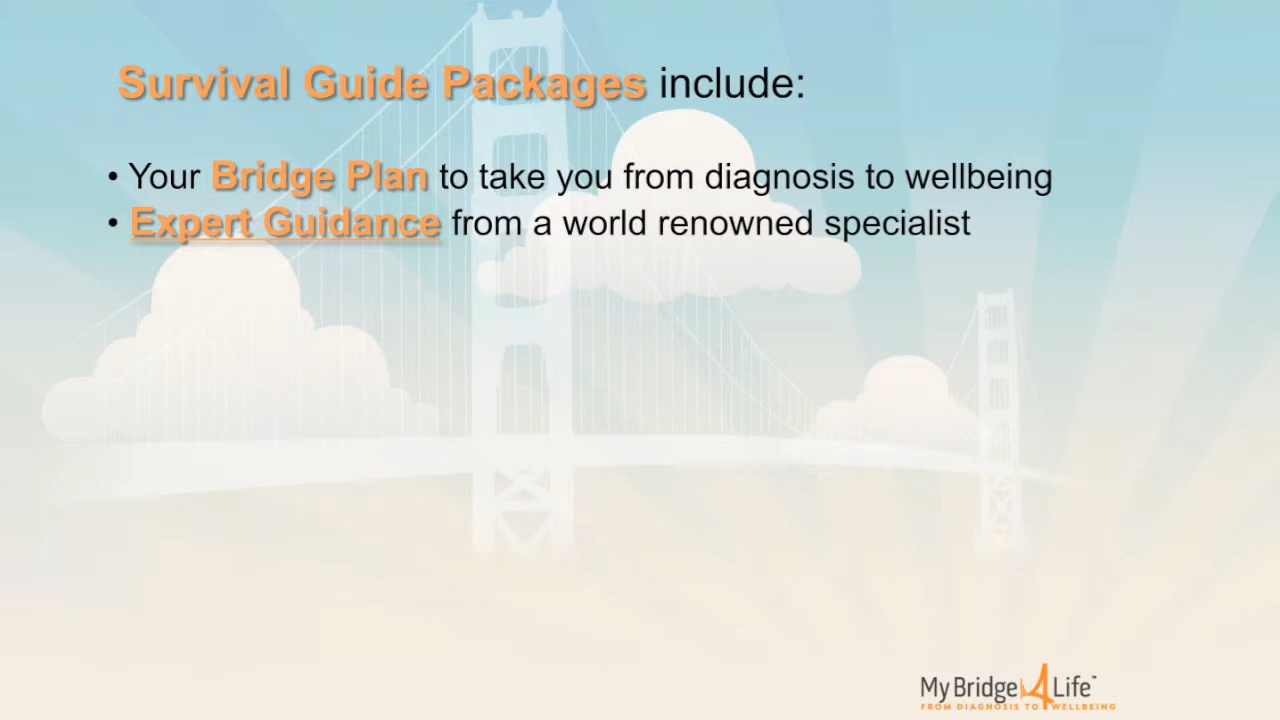 Survival Guide Packages include:
• Your Bridge Plan to take you from diagnosis to wellbeing
• Expert Guidance from a world renowned specialist
My Bridge 4 Life™
FROM DIAGNOSIS TO WELLBEING